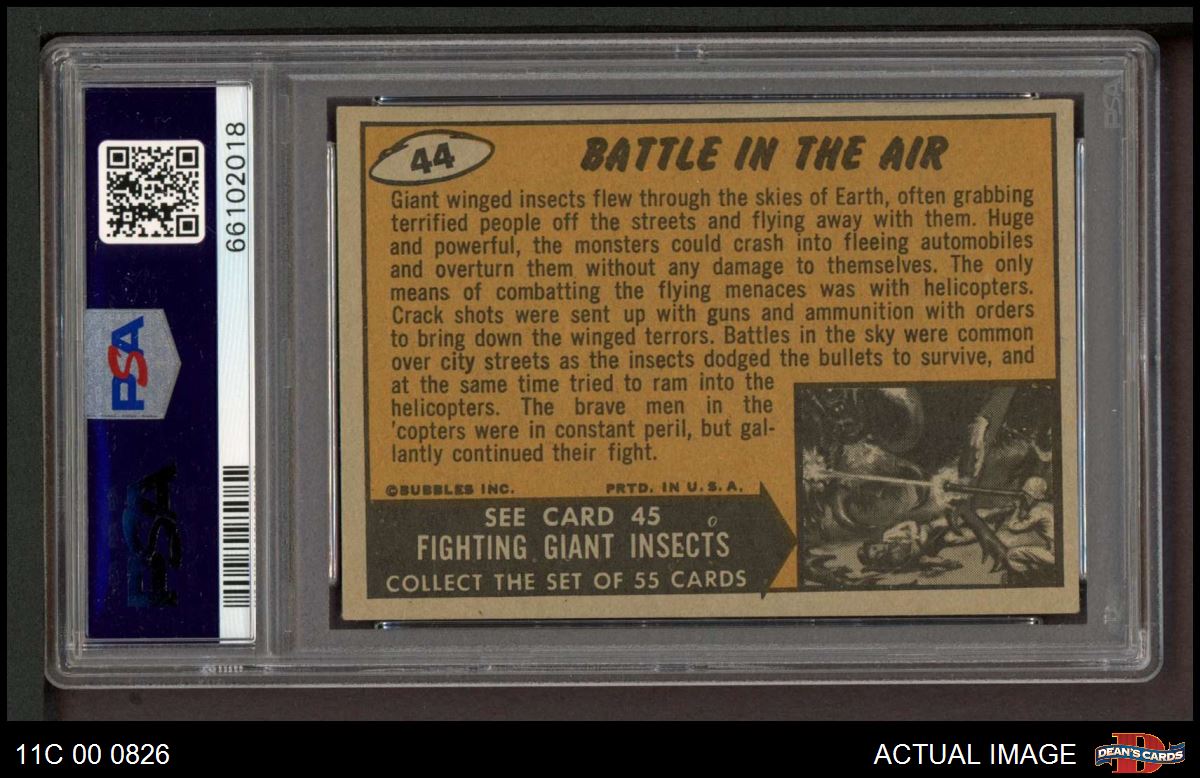 66102018
PSA
PSA
PSA
44
BATTLE IN THE AIR
Giant winged insects flew through the skies of Earth, often grabbing
terrified people off the streets and flying away with them. Huge
and powerful, the monsters could crash into fleeing automobiles
and overturn them without any damage to themselves. The only
means of combatting the flying menaces was with helicopters.
Crack shots were sent up with guns and ammunition with orders
to bring down the winged terrors. Battles in the sky were common
over city streets as the insects dodged the bullets to survive, and
at the same time tried to ram into the
helicopters. The brave men in the
'copters were in constant peril, but gal-
lantly continued their fight.
©BUBBLES INC. PRTD. IN U.S.A.
SEE CARD 45
FIGHTING GIANT INSECTS
COLLECT THE SET OF 55 CARDS
11C 00 0826
ACTUAL IMAGE
DEAN'S CARDS